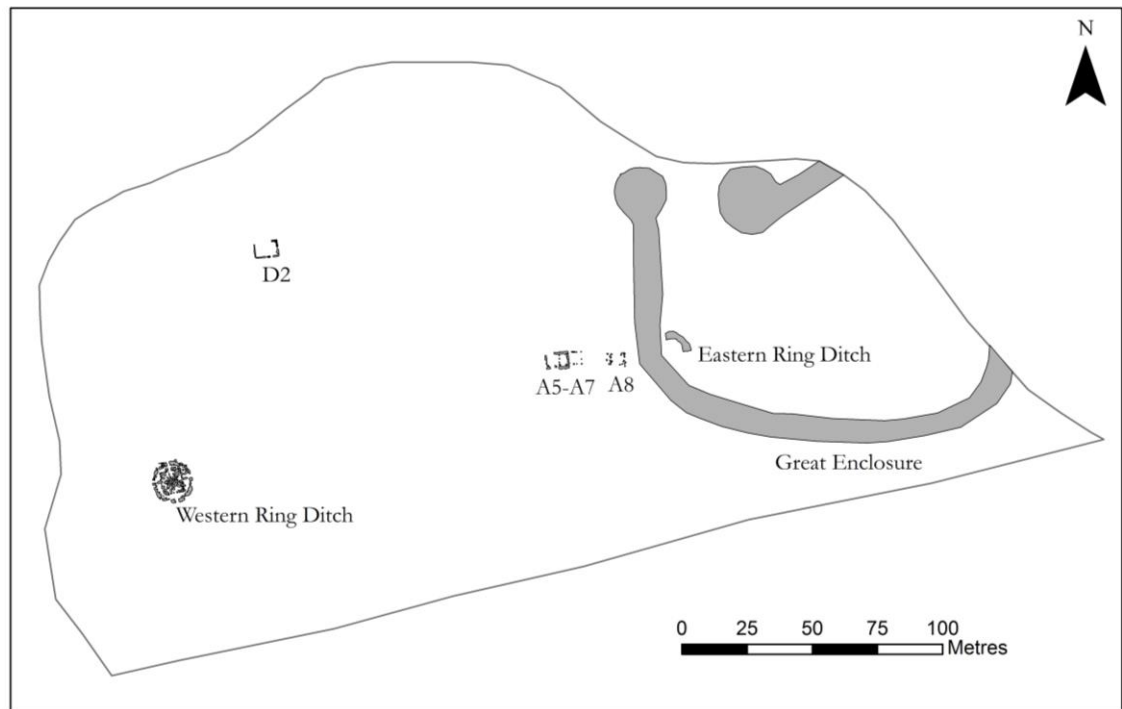 N
D2
Eastern Ring Ditch
A5-A7
A8
Great Enclosure
Western Ring Ditch
0 25 50 75 100
Metres